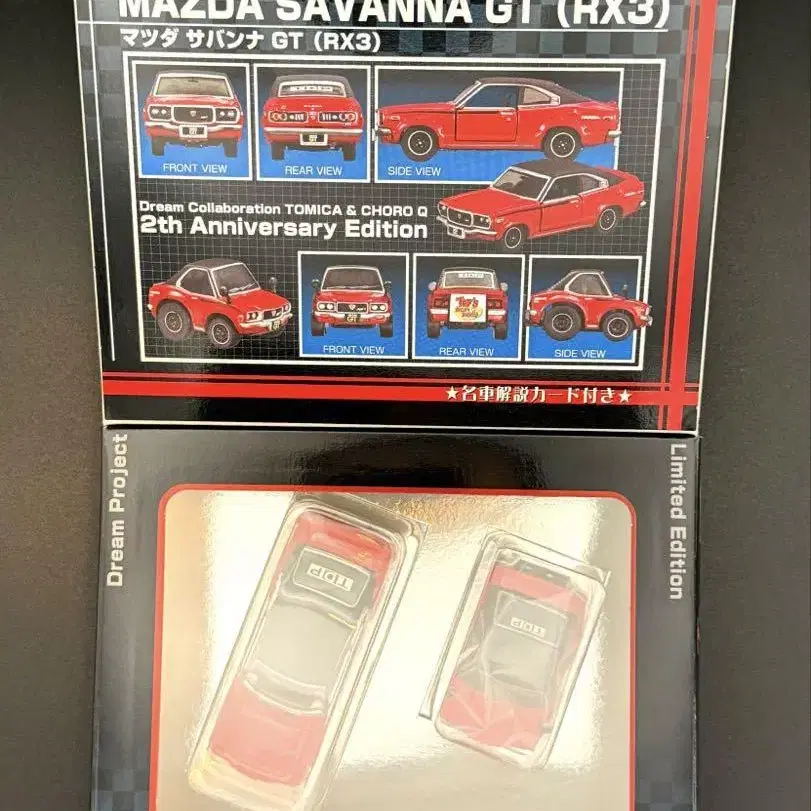 MAZDA SAVANNA GT (RX3)
マツダ サバンナ GT (RX3)
FRONT VIEW
REAR VIEW
SIDE VIEW
Dream Collaboration TOMICA & CHORO Q
2th Anniversary Edition
FRONT VIEW
REAR VIEW
SIDE VIEW
★名車解説カード付き★
Dream Project
Limited Edition
TDP
TDP